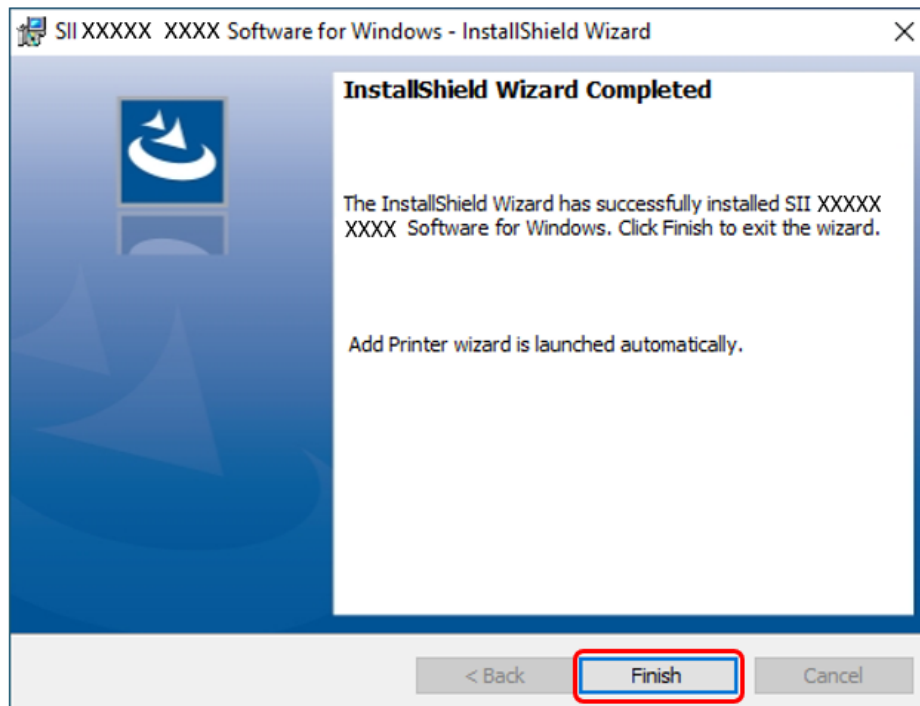 SII XXXXX XXXX Software for Windows - InstallShield Wizard
InstallShield Wizard Completed
The InstallShield Wizard has successfully installed SII XXXXX
XXXX Software for Windows. Click Finish to exit the wizard.
Add Printer wizard is launched automatically.
< Back Finish Cancel